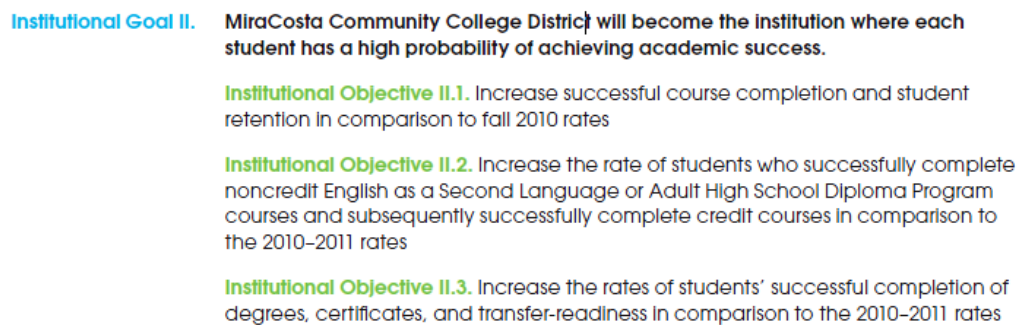 Institutional Goal II. MiraCosta Community College District will become the institution where each
student has a high probability of achieving academic success.
Institutional Objective II.1. Increase successful course completion and student
retention in comparison to fall 2010 rates
Institutional Objective II.2. Increase the rate of students who successfully complete
noncredit English as a Second Language or Adult High School Diploma Program
courses and subsequently successfully complete credit courses in comparison to
the 2010–2011 rates
Institutional Objective II.3. Increase the rates of students’ successful completion of
degrees, certificates, and transfer-readiness in comparison to the 2010–2011 rates